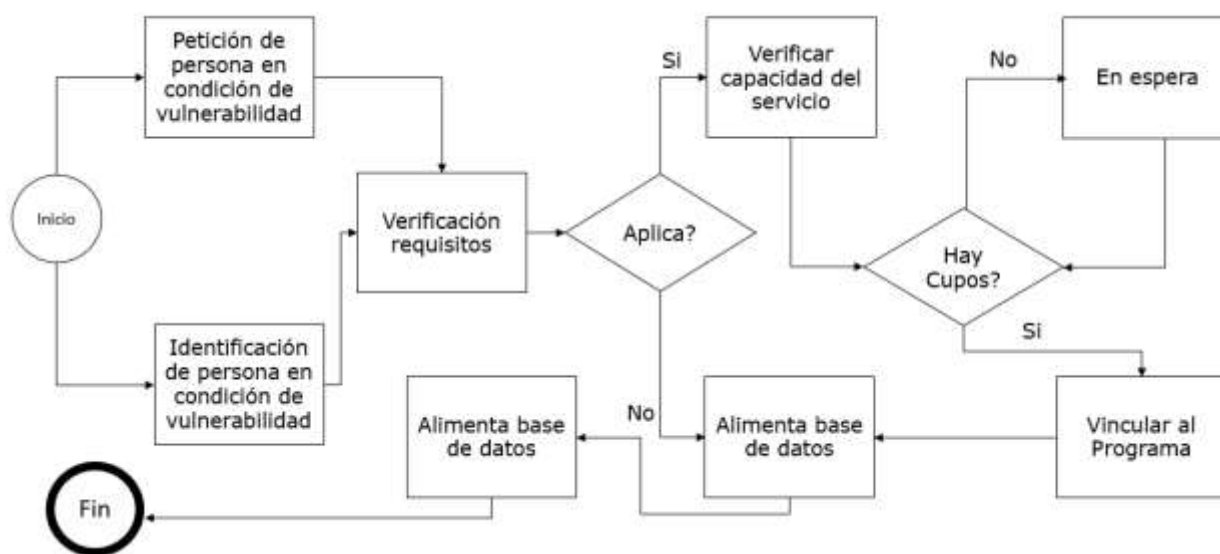 Petición de
persona en
condición de
vulnerabilidad
Si
Verificar
capacidad del
servicio
No
En espera
Inicio
Verificación
requisitos
Aplica?
Hay
Cupos?
Si
Identificación
de persona en
condición de
vulnerabilidad
Alimenta base
de datos
No
Alimenta base
de datos
Vincular al
Programa
Fin